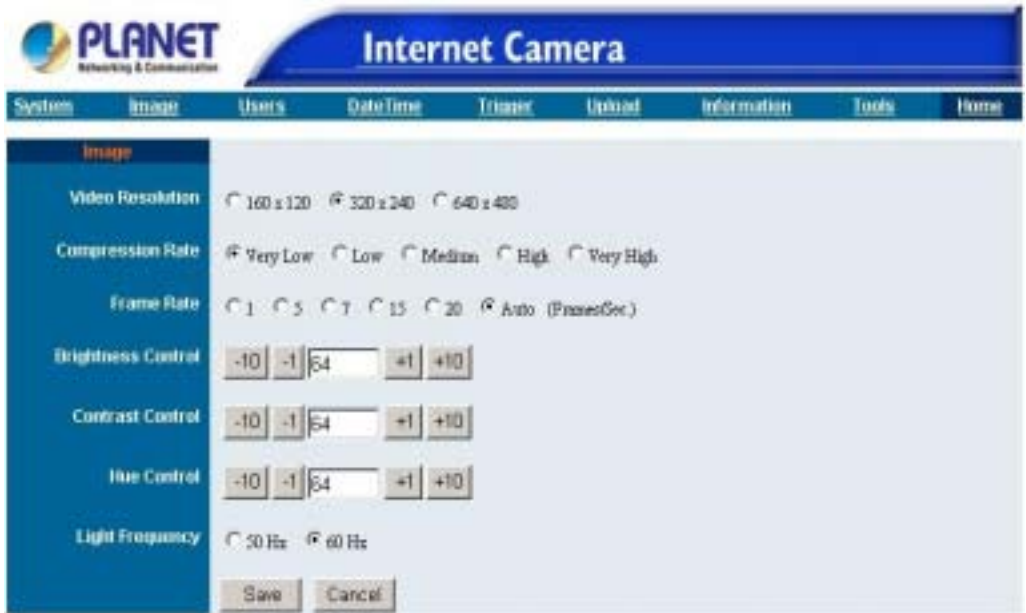 PLANET
Networking & Communication
Internet Camera
System Image Users DateTime Trigger Upload Information Tools Home
Image
Video Resolution 160 x 120 320 x 240 640 x 480
Compression Rate Very Low Low Medium High Very High
Frame Rate 1 5 7 15 20 Auto (Frames/Sec.)
Brightness Control -10 -1 64 +1 +10
Contrast Control -10 -1 64 +1 +10
Hue Control -10 -1 64 +1 +10
Light Frequency 50 Hz 60 Hz
Save Cancel